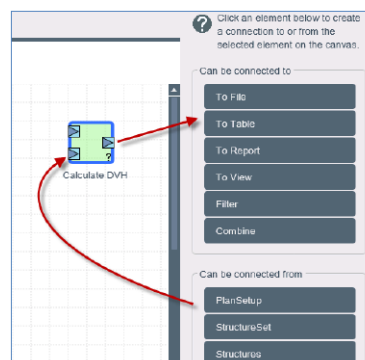 Click an element below to create
a connection to or from the
selected element on the canvas.
Can be connected to
To File
To Table
To Report
To View
Filter
Combine
?
Calculate DVH
Can be connected from
PlanSetup
StructureSet
Structures